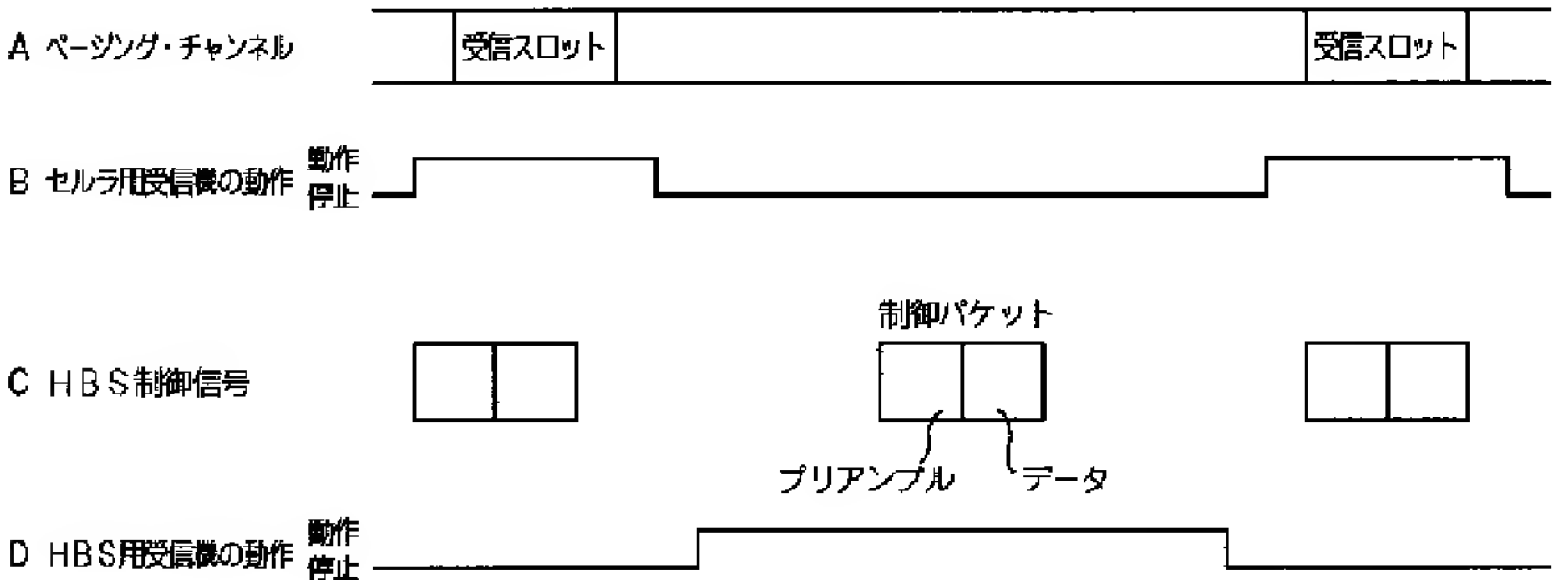 A ページング・チャンネル
受信スロット
受信スロット
B セルラ用受信機の動作
動作
停止
制御パケット
C HBS制御信号
プリアンブル
データ
D HBS用受信機の動作
動作
停止